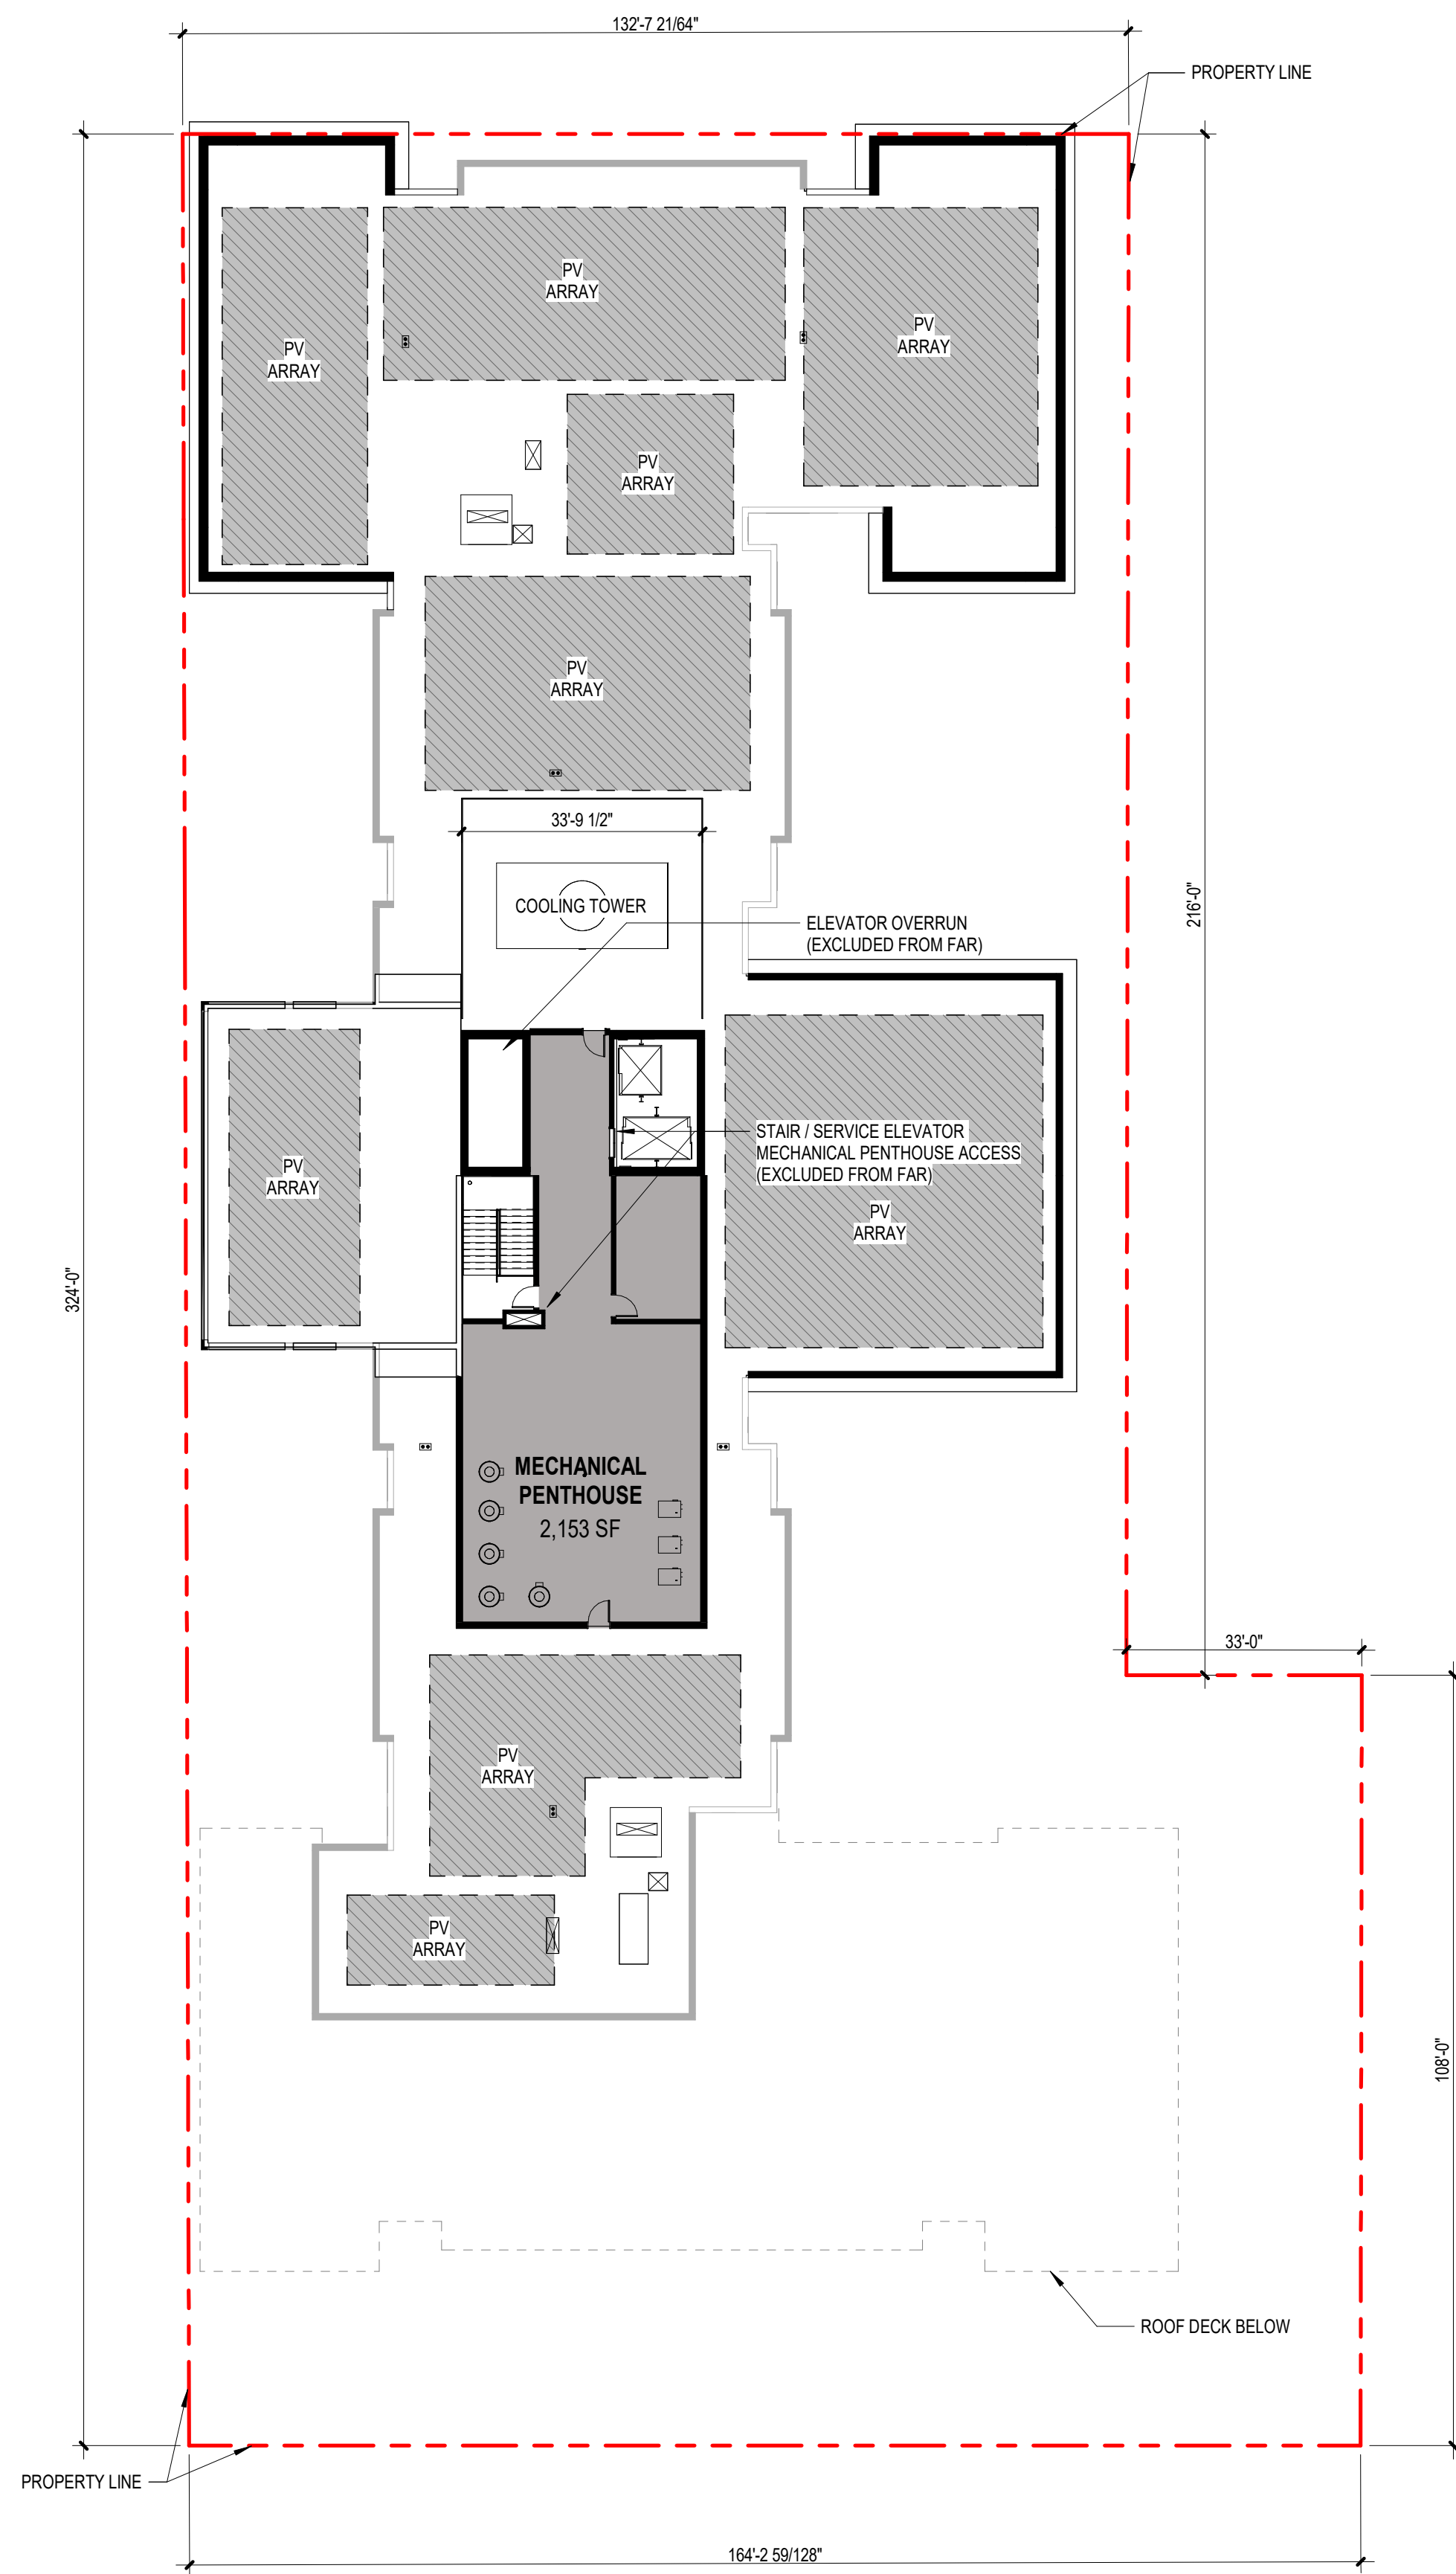 132'-7 21/64"
PROPERTY LINE
PV
ARRAY
PV
ARRAY
PV
ARRAY
PV
ARRAY
PV
ARRAY
33'-9 1/2"
COOLING TOWER
ELEVATOR OVERRUN
(EXCLUDED FROM FAR)
216'-0"
STAIR / SERVICE ELEVATOR
MECHANICAL PENTHOUSE ACCESS
(EXCLUDED FROM FAR)
PV
ARRAY
PV
ARRAY
324'-0"
MECHANICAL
PENTHOUSE
2,153 SF
33'-0"
PV
ARRAY
PV
ARRAY
108'-0"
ROOF DECK BELOW
PROPERTY LINE
164'-2 59/128"